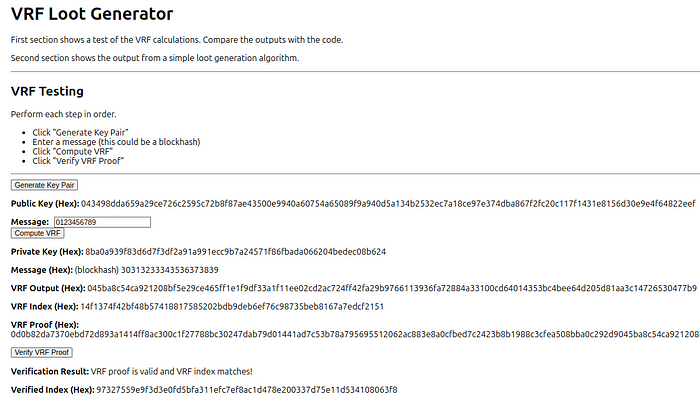 VRF Loot Generator
First section shows a test of the VRF calculations. Compare the outputs with the code.
Second section shows the output from a simple loot generation algorithm.
VRF Testing
Perform each step in order.
Click "Generate Key Pair"
Enter a message (this could be a blockhash)
Click "Compute VRF"
Click "Verify VRF Proof"
Generate Key Pair
Public Key (Hex): 043498dda659a29ce726c2595c72b8f87ae43500e9940a60754a65089f9a940d5a134b2532ec7a18ce97e374dba867f2fc20c117f1431e8156d30e9e4f64822eef
Message: 0123456789
Compute VRF
Private Key (Hex): 8ba0a939f83d6d7f3df2a91a991ecc9b7a24571f86fbada066204bedec08b624
Message (Hex): (blockhash) 30313233343536373839
VRF Output (Hex): 045ba8c54ca921208bf5e29ce465ff1e1f9df33a1f11ee02cd2ac724ff42fa29b9766113936fa72884a33100cd64014353bc4bee64d205d81aa3c14726530477b9
VRF Index (Hex): 14f1374f42bf48b57418817585202bdb9deb6ef76c98735beb8167a7edcf2151
VRF Proof (Hex):
0d0b82da7370ebd72d893a1414ff8ac300c1f27788bc30247dab79d01441ad7c53b78a795695512062ac883e8a0cfbed7c2423b8b1988c3cfea508bba0c292d9045ba8c54ca921208
Verify VRF Proof
Verification Result: VRF proof is valid and VRF index matches!
Verified Index (Hex): 97327559e9f3d3e0fd5bfa311efc7ef8ac1d478e200337d75e11d534108063f8